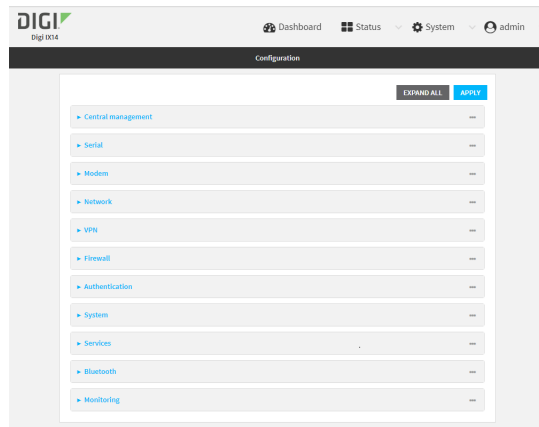 DIGI
Digi IX14
Dashboard Status System admin
Configuration
EXPAND ALL APPLY
Central management
Serial
Modem
Network
VPN
Firewall
Authentication
System
Services
Bluetooth
Monitoring